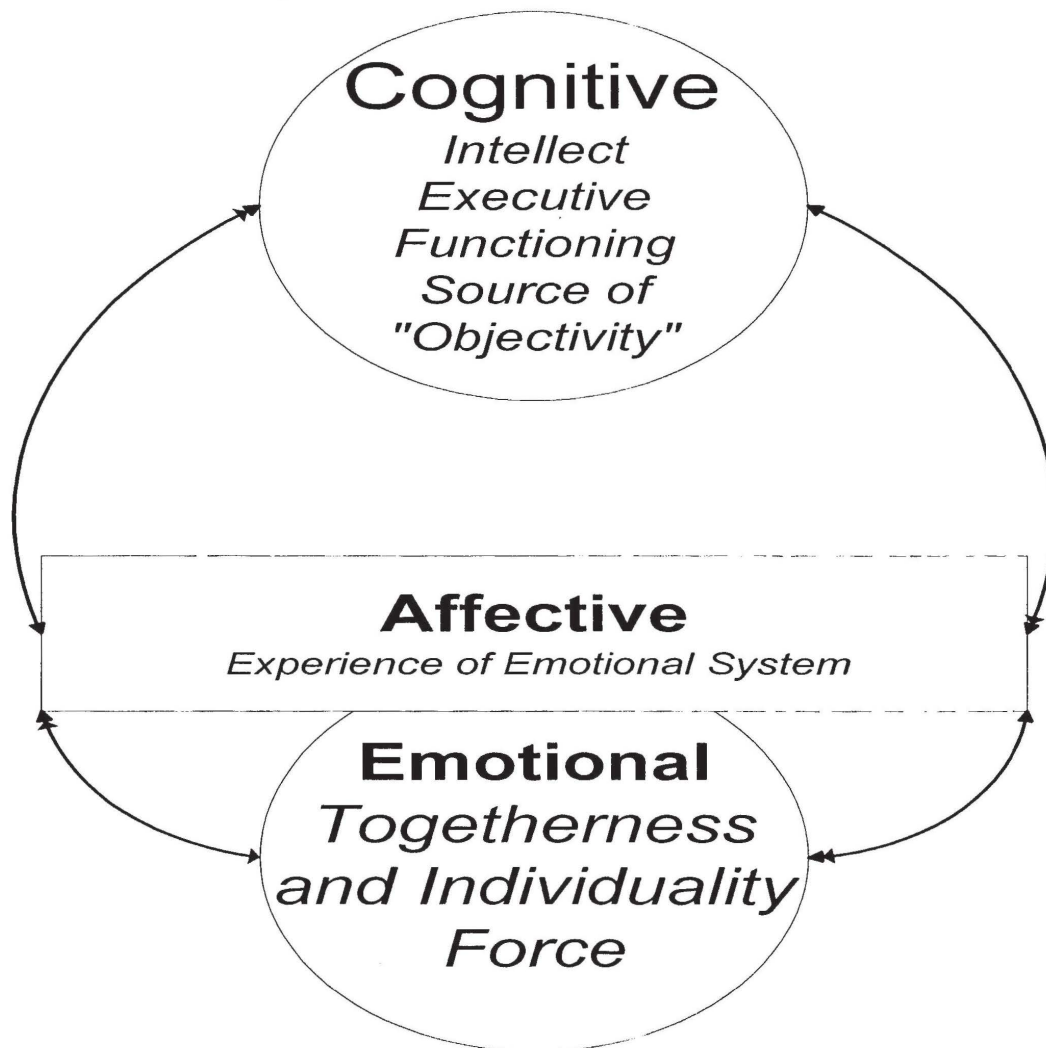 Cognitive
Intellect
Executive
Functioning
Source of
"Objectivity"
Affective
Experience of Emotional System
Emotional
Togetherness
and Individuality
Force